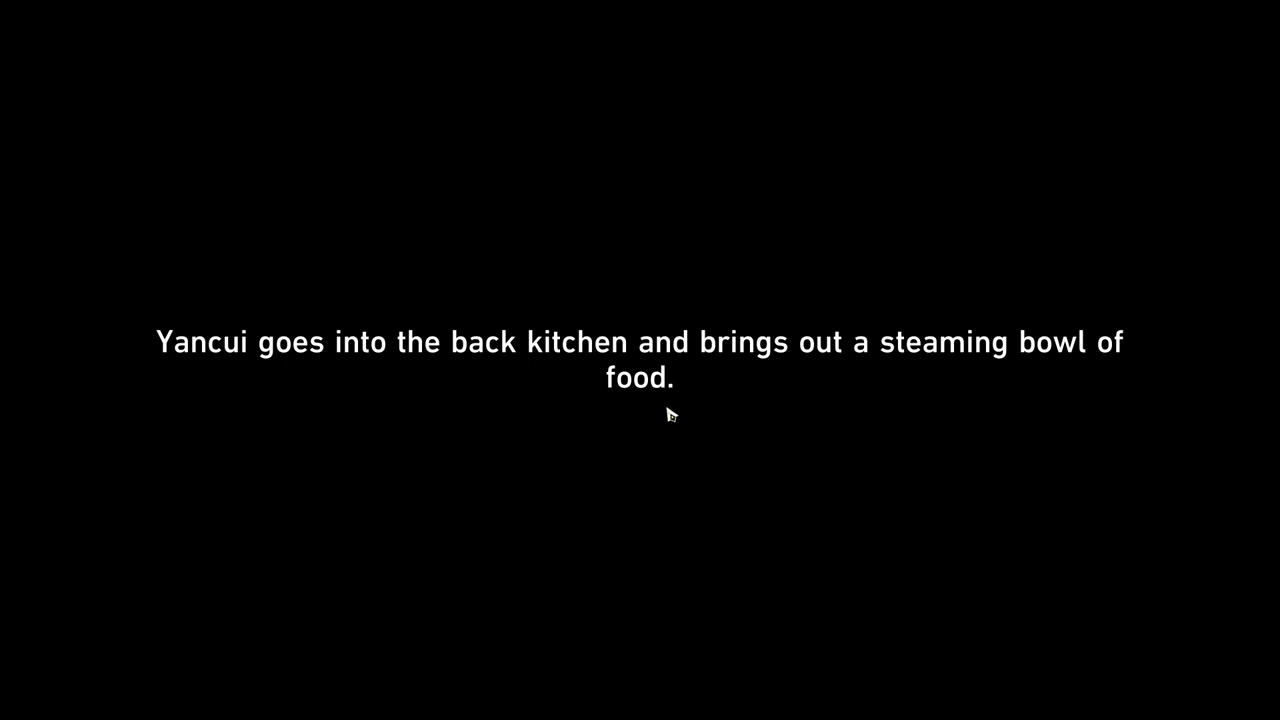 Yancui goes into the back kitchen and brings out a steaming bowl of
food.